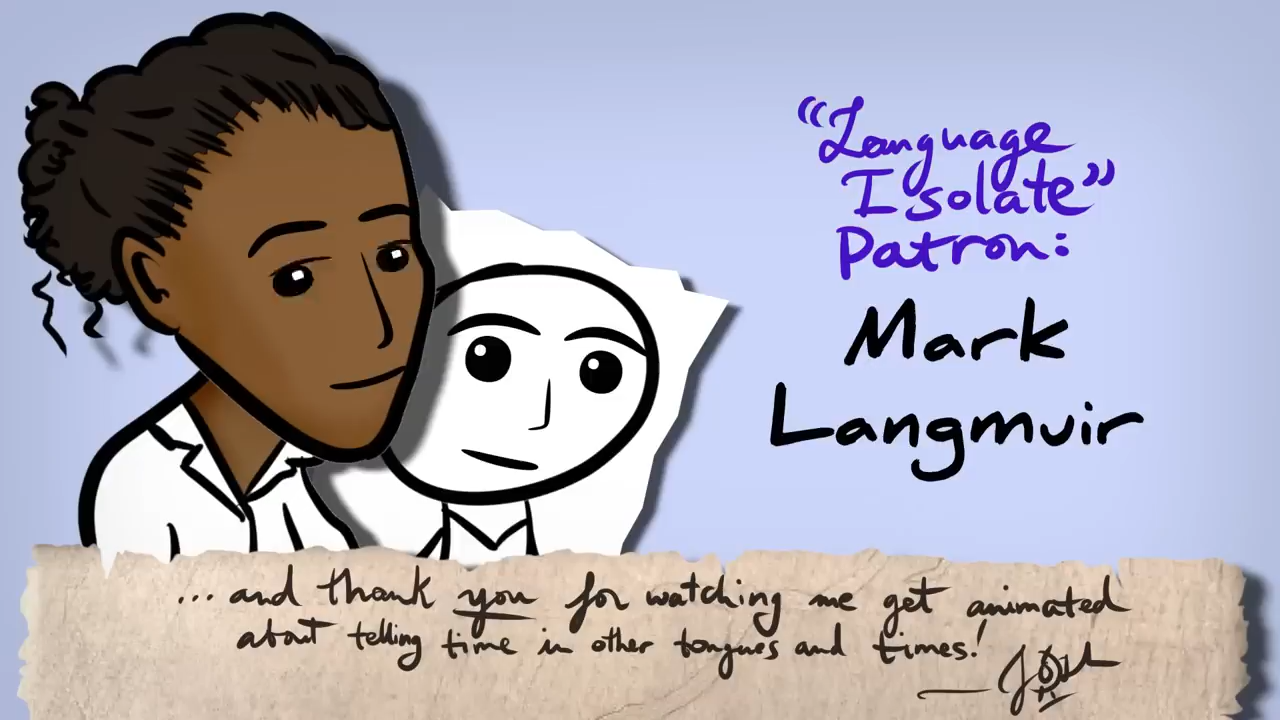 “Language
Isolate”
Patron:
Mark
Langmuir
... and thank you for watching me get animated
about telling time in other tongues and times!
— Josh